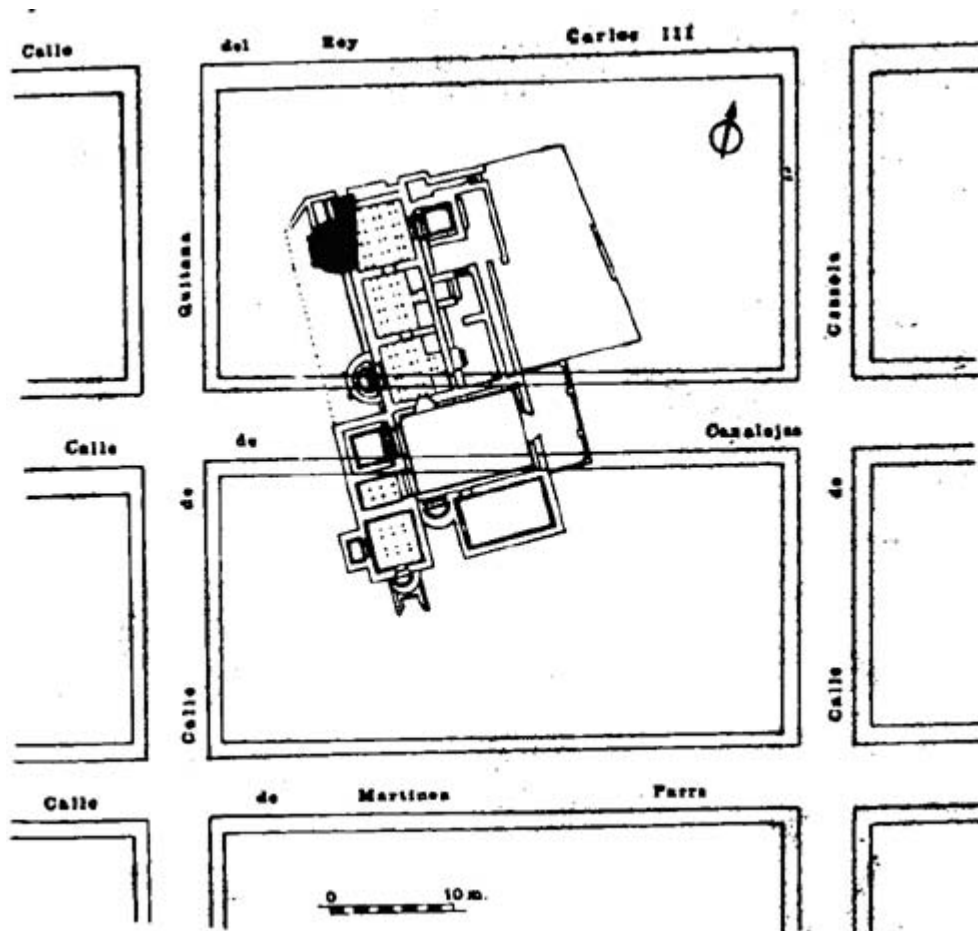 Calle del Rey Carlos III
Quitana
Canzola
Calle de Canalejas
Calle de
Calle de
Calle de Martinez Parra
0 10 m.